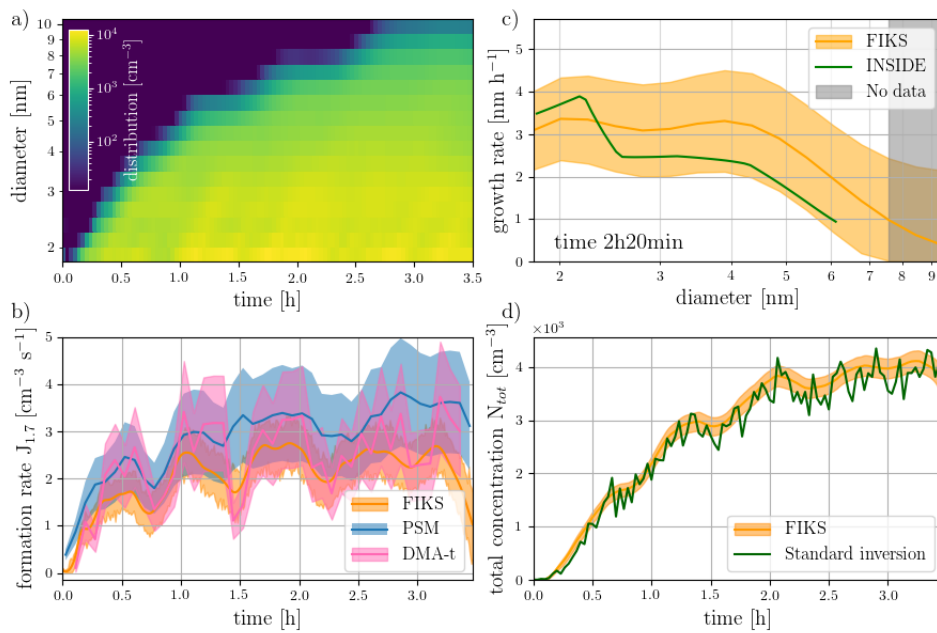 a)
10
9
8
7
6
5
4
3
2
diameter [nm]
10⁴
10³
10²
distribution [cm⁻³]
0.0 0.5 1.0 1.5 2.0 2.5 3.0 3.5
time [h]
c)
5
4
3
2
1
0
growth rate [nm h⁻¹]
FIKS
INSIDE
No data
time 2h20min
2 3 4 5 6 7 8 9
diameter [nm]
b)
5
4
3
2
1
0
formation rate J₁.₇ [cm⁻³ s⁻¹]
FIKS
PSM
DMA-t
0.0 0.5 1.0 1.5 2.0 2.5 3.0
time [h]
d)
×10³
4
3
2
1
0
total concentration Nₜₒₜ [cm⁻³]
FIKS
Standard inversion
0.0 0.5 1.0 1.5 2.0 2.5 3.0
time [h]